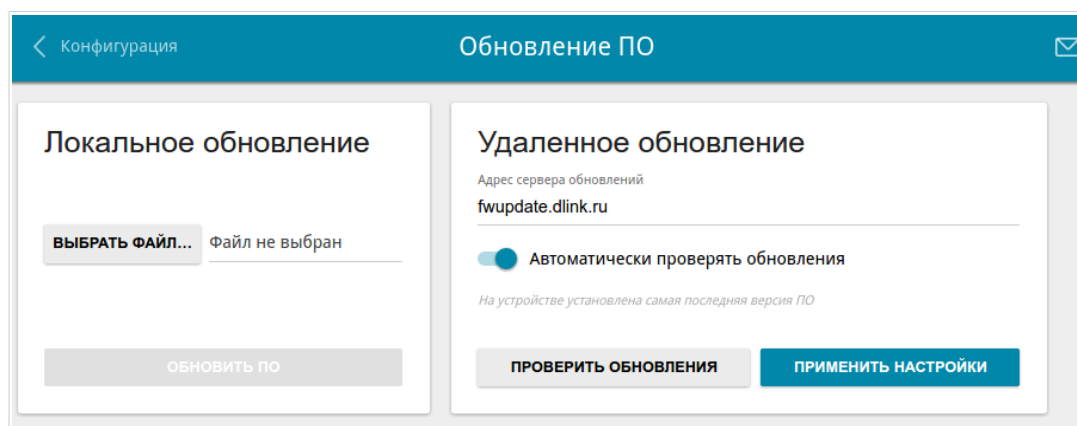 Конфигурация
Обновление ПО
Локальное обновление
ВЫБРАТЬ ФАЙЛ...
Файл не выбран
ОБНОВИТЬ ПО
Удаленное обновление
Адрес сервера обновлений
fwupdate.dlink.ru
Автоматически проверять обновления
На устройстве установлена самая последняя версия ПО
ПРОВЕРИТЬ ОБНОВЛЕНИЯ
ПРИМЕНИТЬ НАСТРОЙКИ